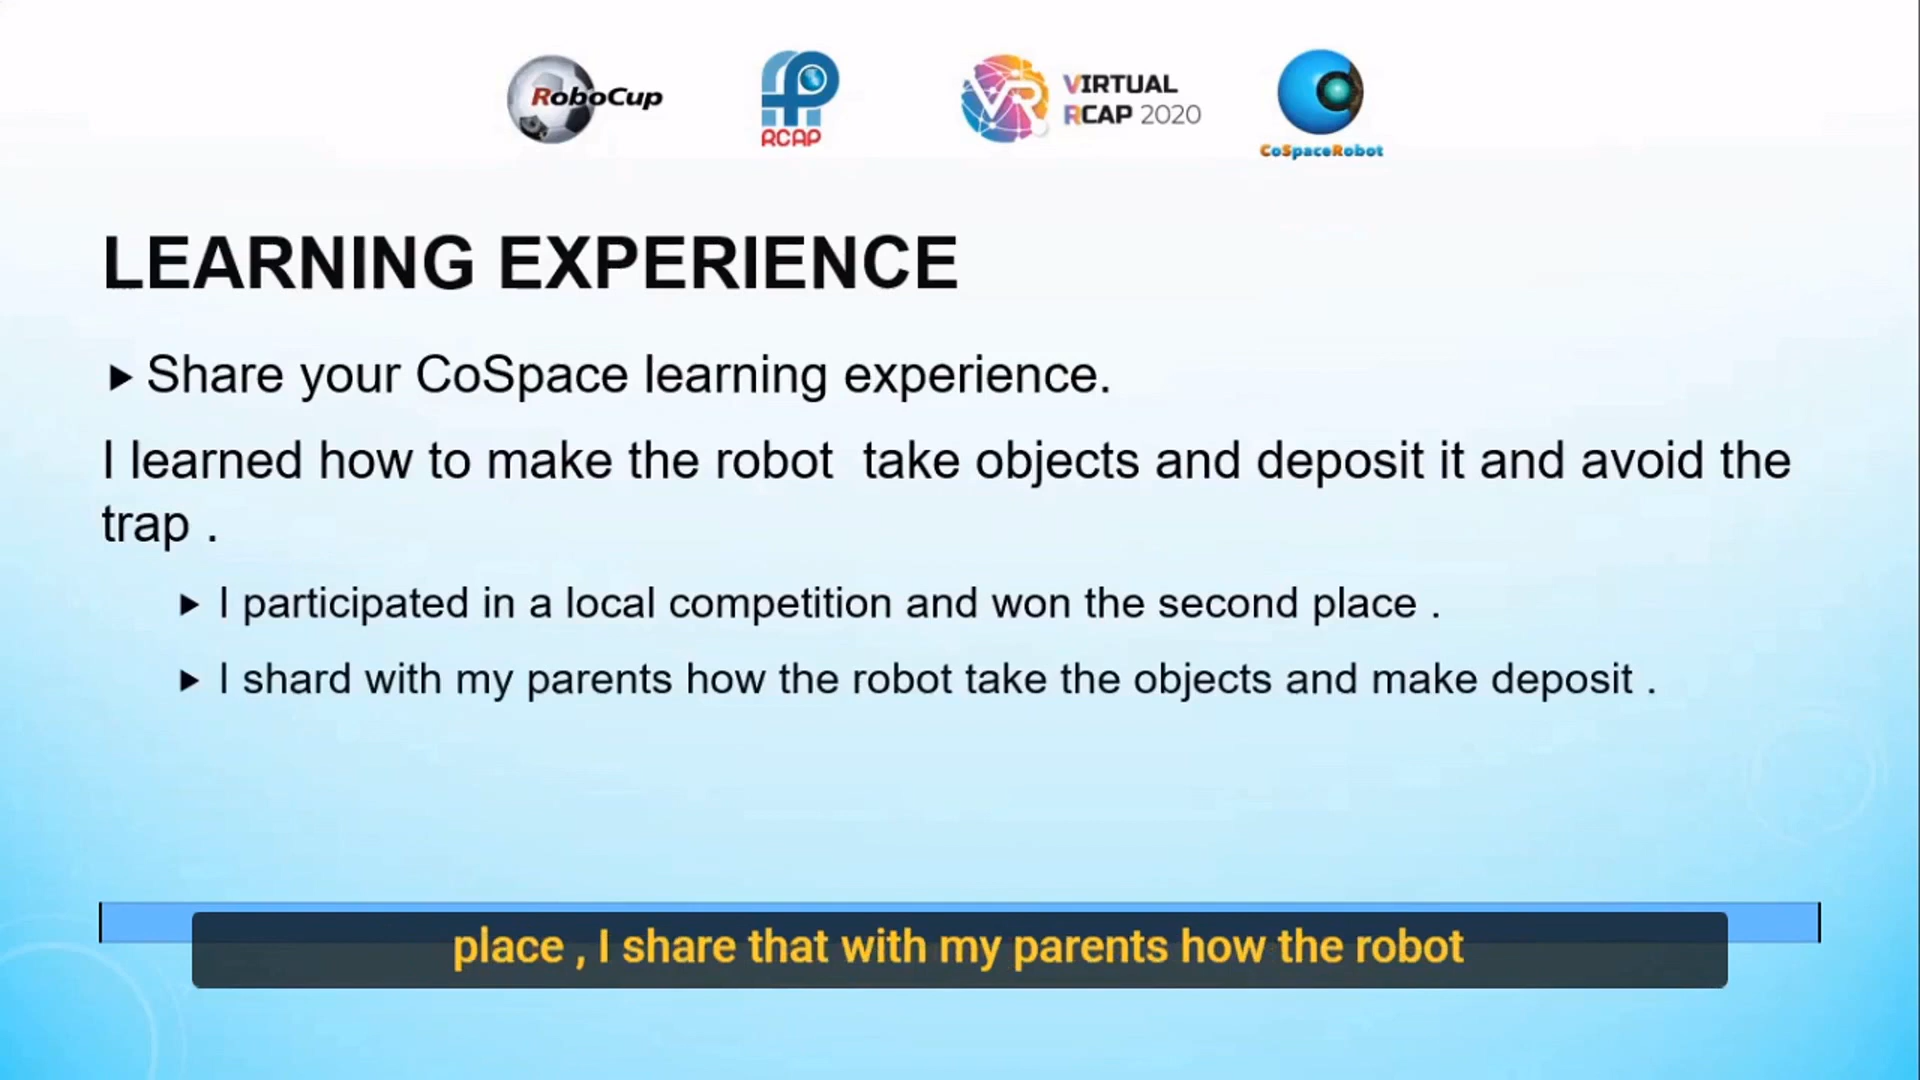 RoboCup
RCAP
VR
VIRTUAL
RCAP 2020
CoSpaceRobot
LEARNING EXPERIENCE
Share your CoSpace learning experience.
I learned how to make the robot  take objects and deposit it and avoid the
trap .
I participated in a local competition and won the second place .
I shard with my parents how the robot take the objects and make deposit .
place , I share that with my parents how the robot